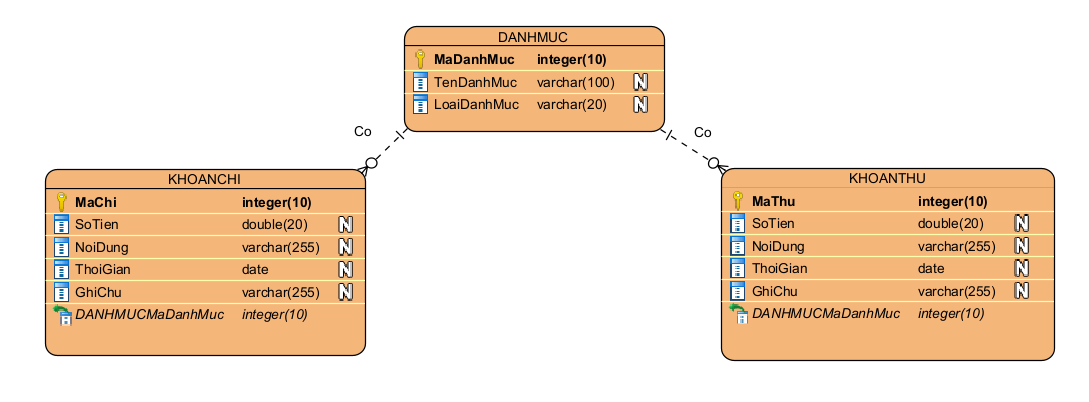 DANHMUC
MaDanhMuc integer(10)
TenDanhMuc varchar(100) N
LoaiDanhMuc varchar(20) N
Co
Co
KHOANCHI
MaChi integer(10)
SoTien double(20) N
NoiDung varchar(255) N
ThoiGian date N
GhiChu varchar(255) N
DANHMUCMaDanhMuc integer(10)
KHOANTHU
MaThu integer(10)
SoTien double(20) N
NoiDung varchar(255) N
ThoiGian date N
GhiChu varchar(255) N
DANHMUCMaDanhMuc integer(10)